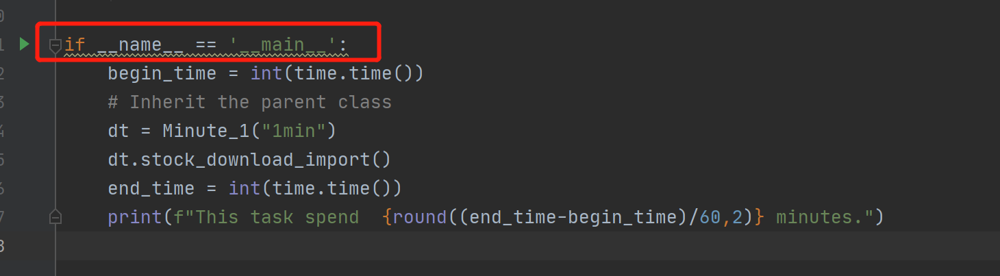 if __name__ == '__main__':
    begin_time = int(time.time())
    # Inherit the parent class
    dt = Minute_1("1min")
    dt.stock_download_import()
    end_time = int(time.time())
    print(f"This task spend  {round((end_time-begin_time)/60,2)} minutes.")